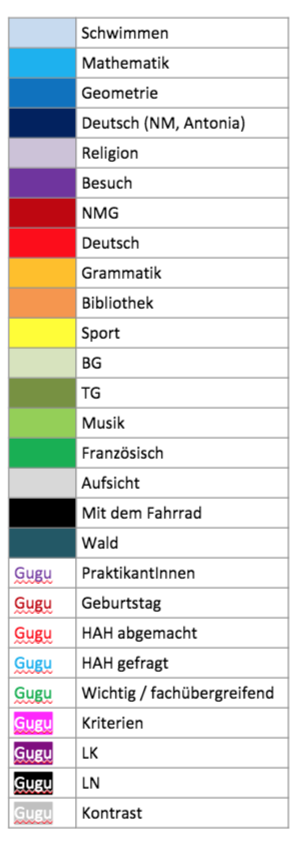 Schwimmen
Mathematik
Geometrie
Deutsch (NM, Antonia)
Religion
Besuch
NMG
Deutsch
Grammatik
Bibliothek
Sport
BG
TG
Musik
Französisch
Aufsicht
Mit dem Fahrrad
Wald
Gugu PraktikantInnen
Gugu Geburtstag
Gugu HAH abgemacht
Gugu HAH gefragt
Gugu Wichtig / fachübergreifend
Gugu Kriterien
Gugu LK
Gugu LN
Gugu Kontrast